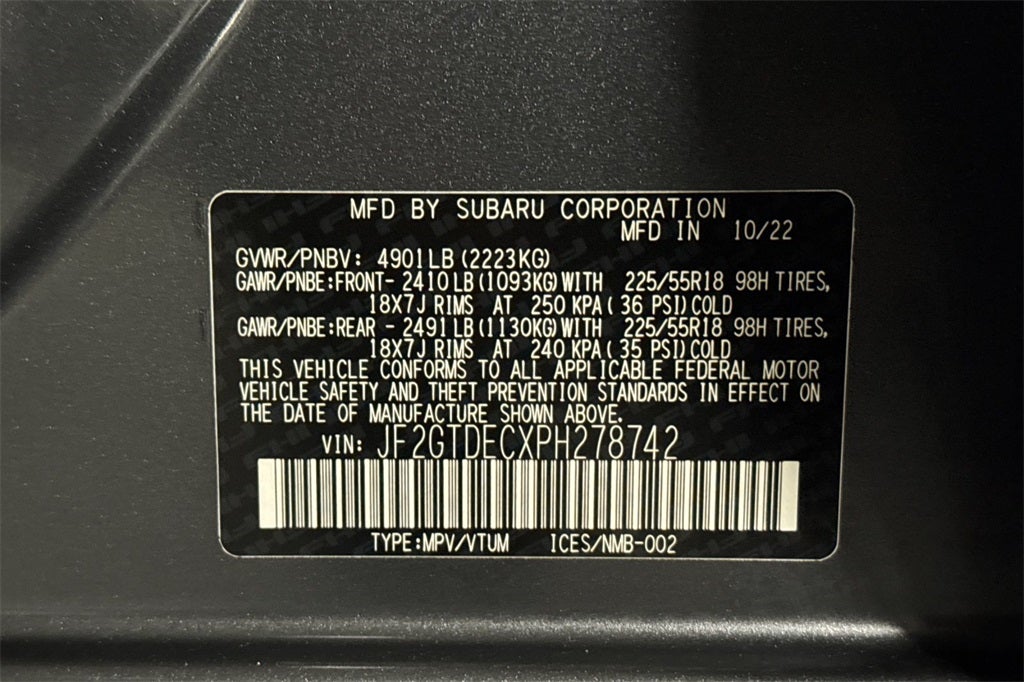 MFD BY SUBARU CORPORATION
MFD IN 10/22
GVWR/PNBV: 4901LB(2223KG)
GAWR/PNBE:FRONT- 2410LB(1093KG)WITH 225/55R18 98H TIRES,
18X7J RIMS AT 250 KPA( 36 PSI)COLD
GAWR/PNBE:REAR - 2491LB(1130KG)WITH 225/55R18 98H TIRES,
18X7J RIMS AT 240 KPA( 35 PSI)COLD
THIS VEHICLE CONFORMS TO ALL APPLICABLE FEDERAL MOTOR
VEHICLE SAFETY AND THEFT PREVENTION STANDARDS IN EFFECT ON
THE DATE OF MANUFACTURE SHOWN ABOVE.
VIN: JF2GTDECXPH278742
TYPE:MPV/VTUM ICES/NMB-002